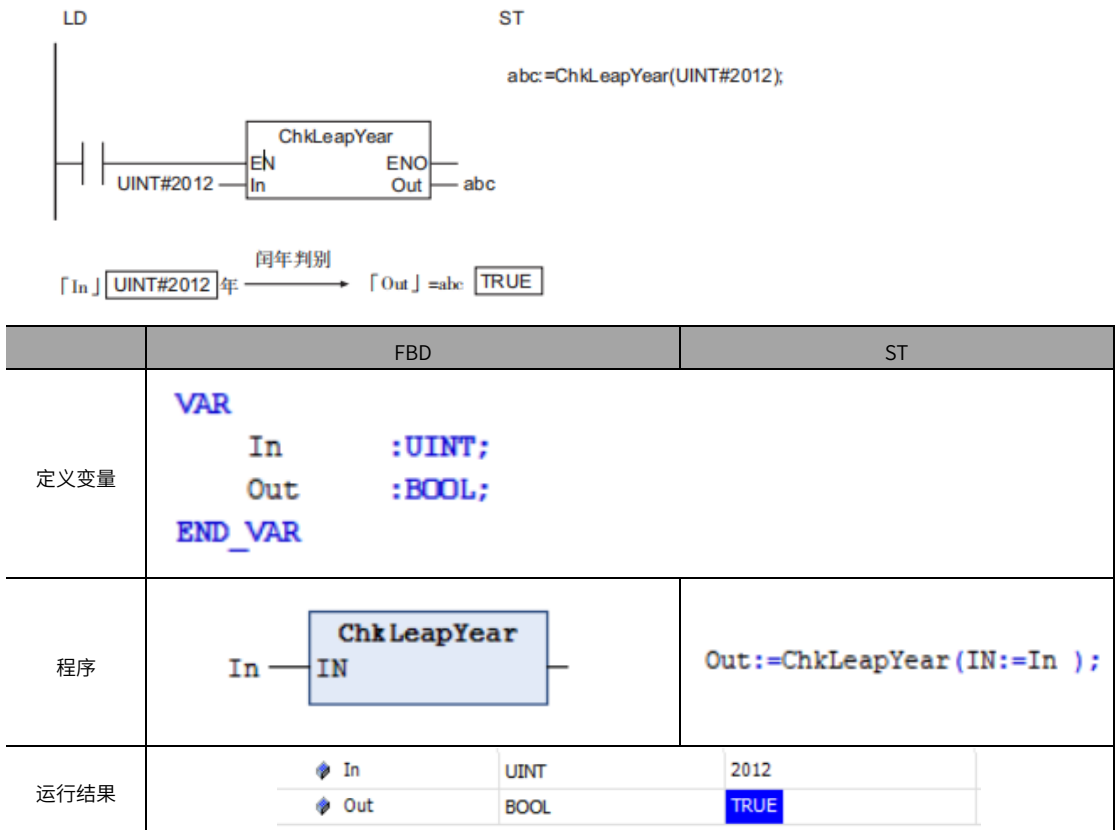 LD ST
abc:=ChkLeapYear(UINT#2012);
ChkLeapYear
EN ENO
UINT#2012 In Out abc
闰年判别
「In」 UINT#2012 年 「Out」=abc TRUE
FBD ST
定义变量
VAR
In :UINT;
Out :BOOL;
END_VAR
程序
ChkLeapYear
In IN
Out:=ChkLeapYear(IN:=In );
运行结果
In UINT 2012
Out BOOL TRUE